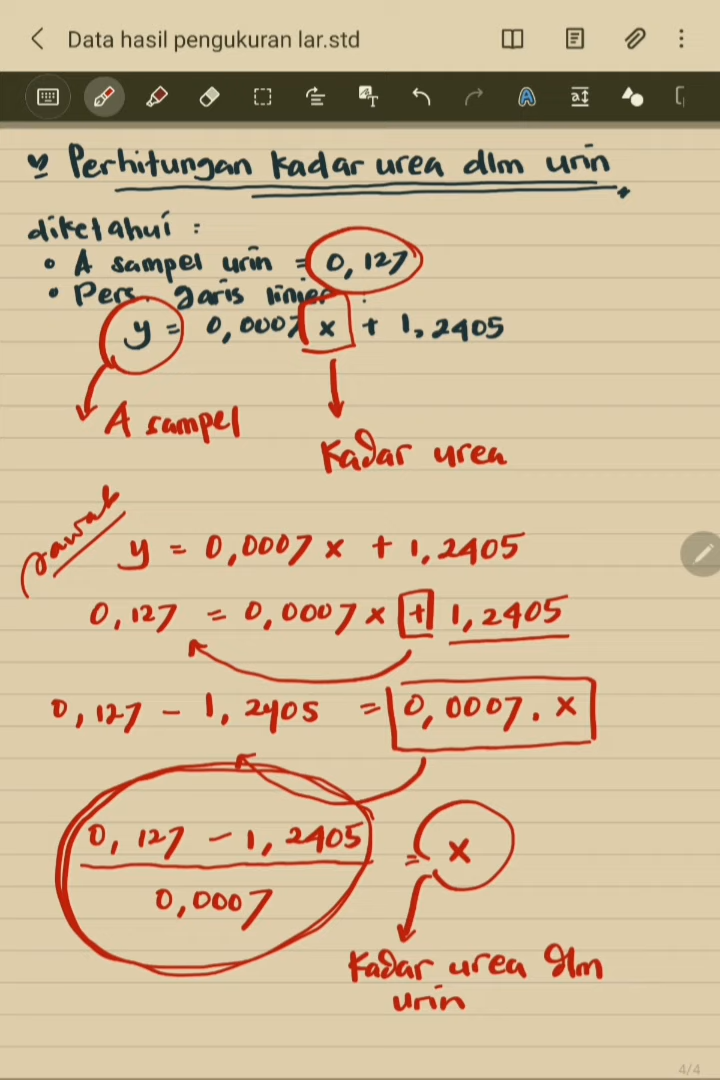 Data hasil pengukuran lar.std
Perhitungan kadar urea dlm urin
diketahui :
• A sampel urin = 0,127
• Pers. garis linier :
y = 0,0007 x + 1,2405
A sampel
Kadar urea
Jawab
y = 0,0007 x + 1,2405
0,127 = 0,0007 x + 1,2405
0,127 - 1,2405 = 0,0007. x
0,127 - 1,2405
= x
0,0007
Kadar urea dlm
urin
4/4